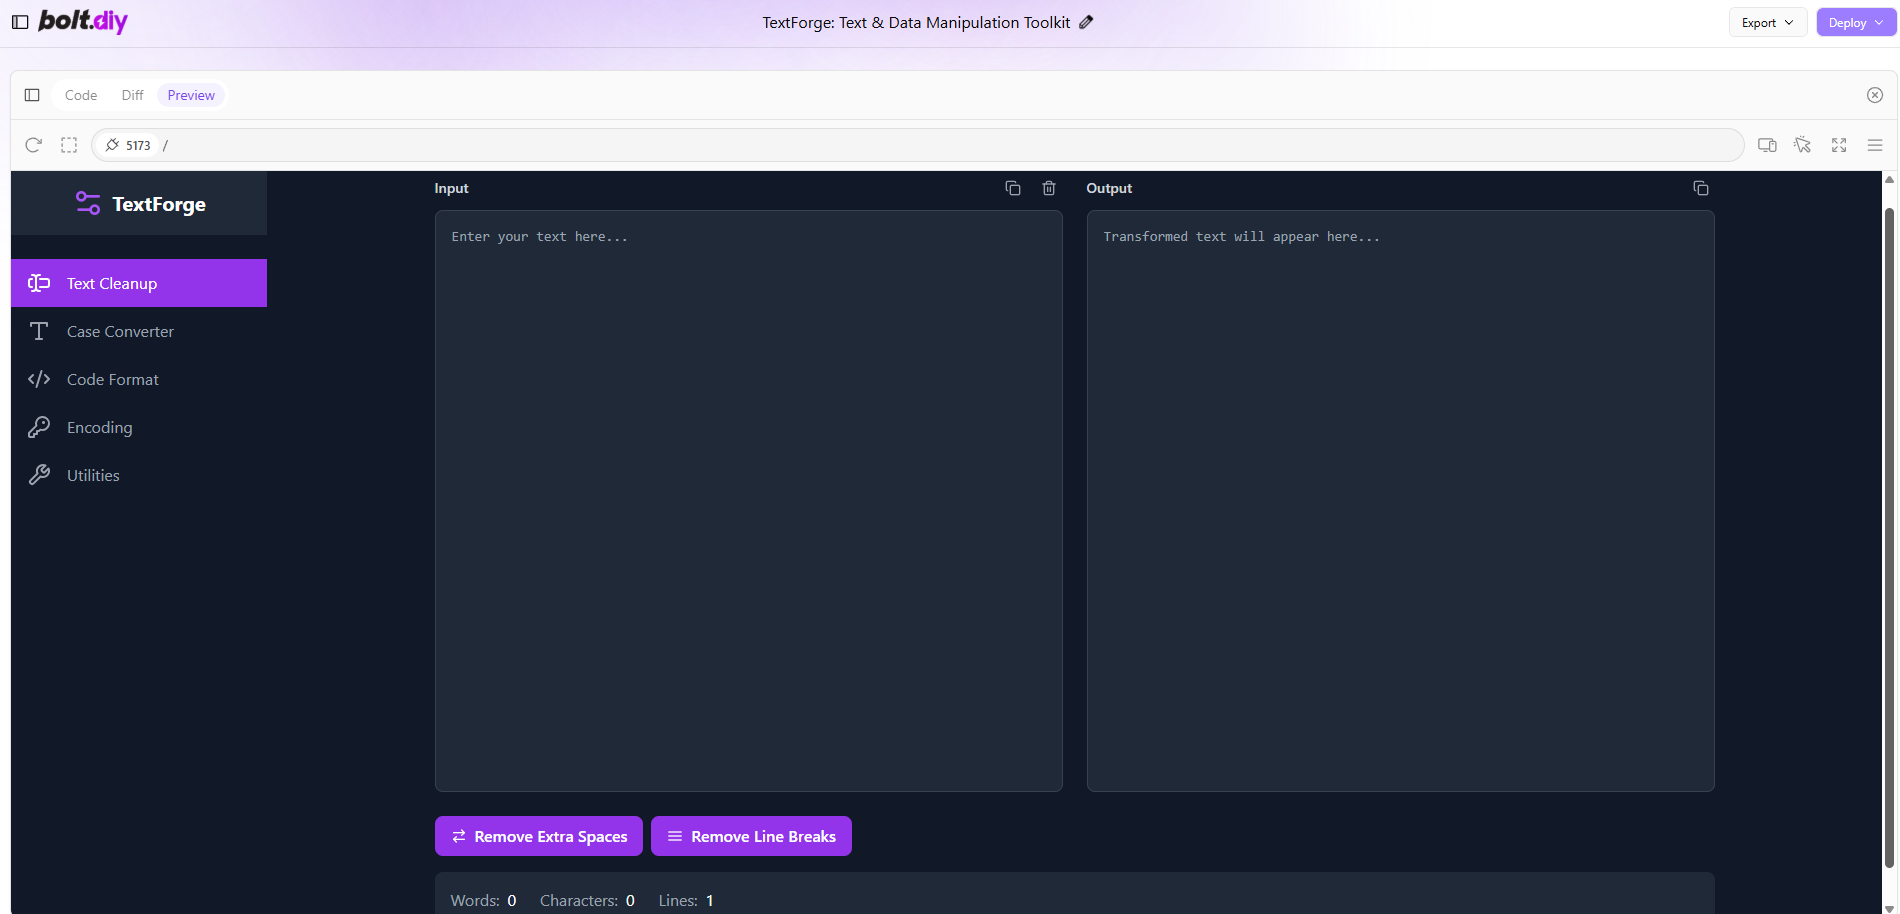 bolt.diy
TextForge: Text & Data Manipulation Toolkit
Export
Deploy
Code
Diff
Preview
5173
/
TextForge
Text Cleanup
Case Converter
Code Format
Encoding
Utilities
Input
Enter your text here...
Output
Transformed text will appear here...
Remove Extra Spaces
Remove Line Breaks
Words: 0
Characters: 0
Lines: 1